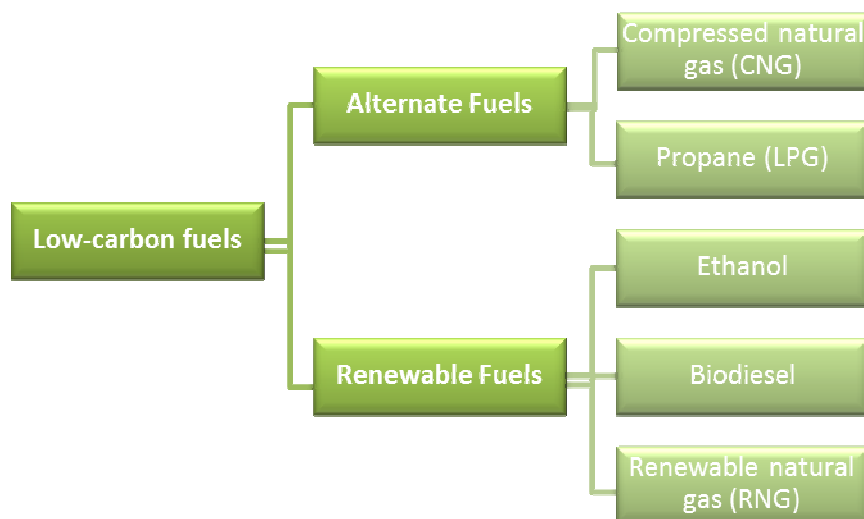 Compressed natural
gas (CNG)
Alternate Fuels
Propane (LPG)
Low-carbon fuels
Ethanol
Renewable Fuels
Biodiesel
Renewable natural
gas (RNG)